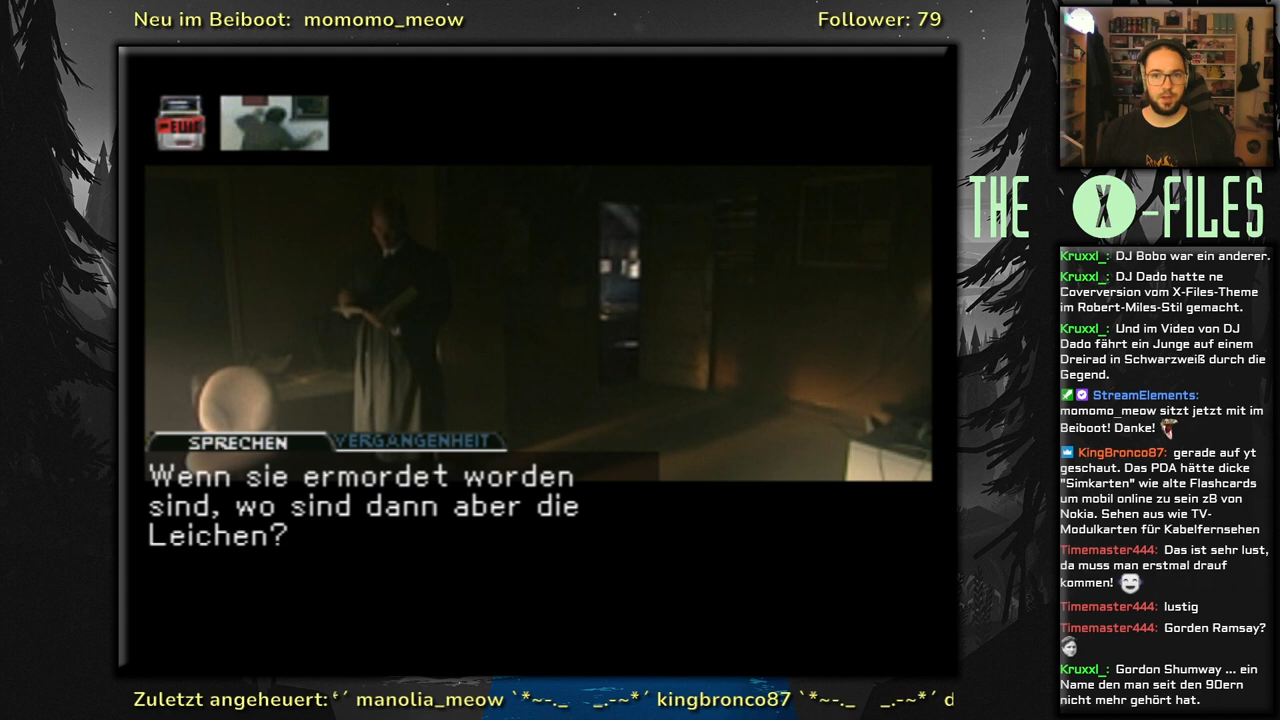 Neu im Beiboot: momomo_meow
Follower: 79
SPRECHEN
VERGANGENHEIT
Wenn sie ermordet worden
sind, wo sind dann aber die
Leichen?
THE X-FILES
Kruxxl_: DJ Bobo war ein anderer.
Kruxxl_: DJ Dado hatte ne
Coverversion vom X-Files-Theme
im Robert-Miles-Stil gemacht.
Kruxxl_: Und im Video von DJ
Dado fährt ein Junge auf einem
Dreirad in Schwarzweiß durch die
Gegend.
StreamElements:
momomo_meow sitzt jetzt mit im
Beiboot! Danke!
KingBronco87: gerade auf yt
geschaut. Das PDA hätte dicke
"Simkarten" wie alte Flashcards
um mobil online zu sein zB von
Nokia. Sehen aus wie TV-
Modulkarten für Kabelfernsehen
Timemaster444: Das ist sehr lust,
da muss man erstmal drauf
kommen!
Timemaster444: lustig
Timemaster444: Gorden Ramsay?
Kruxxl_: Gordon Shumway ... ein
Name den man seit den 90ern
nicht mehr gehört hat.
Zuletzt angeheuert: *´ manolia_meow `*~-._ _.-~*´ kingbronco87 `*~-._ _.-~*´ d